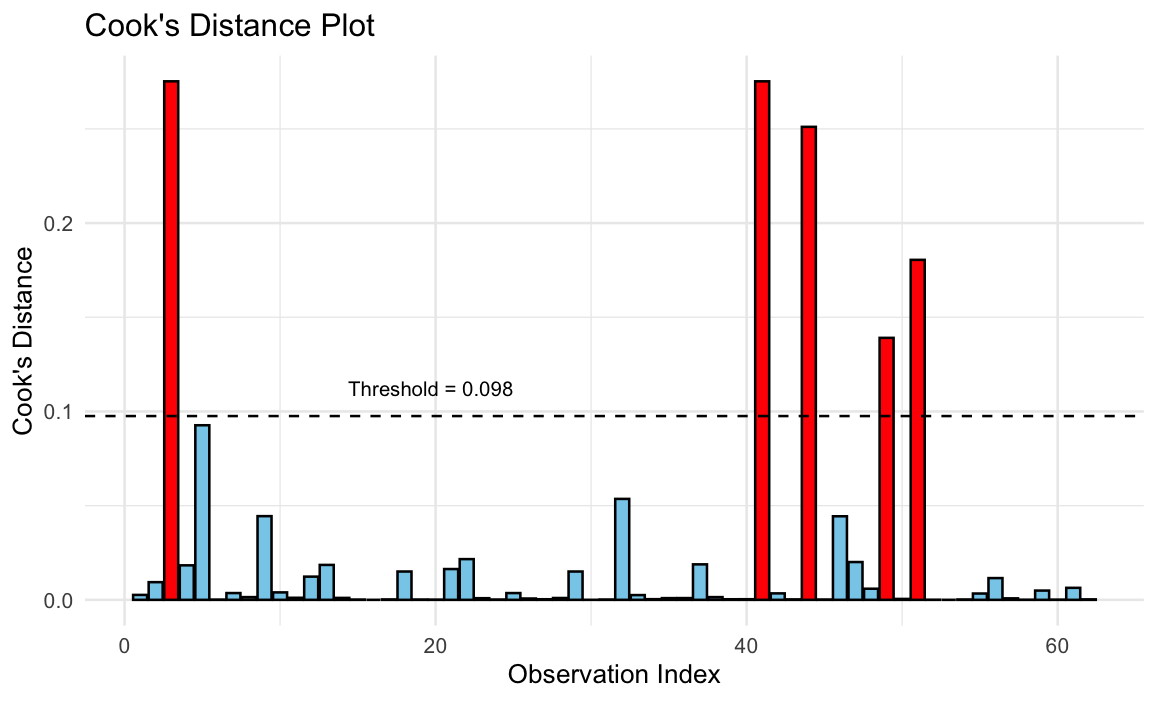 Cook's Distance Plot
Cook's Distance
0.2
0.1
0.0
Threshold = 0.098
0
20
40
60
Observation Index